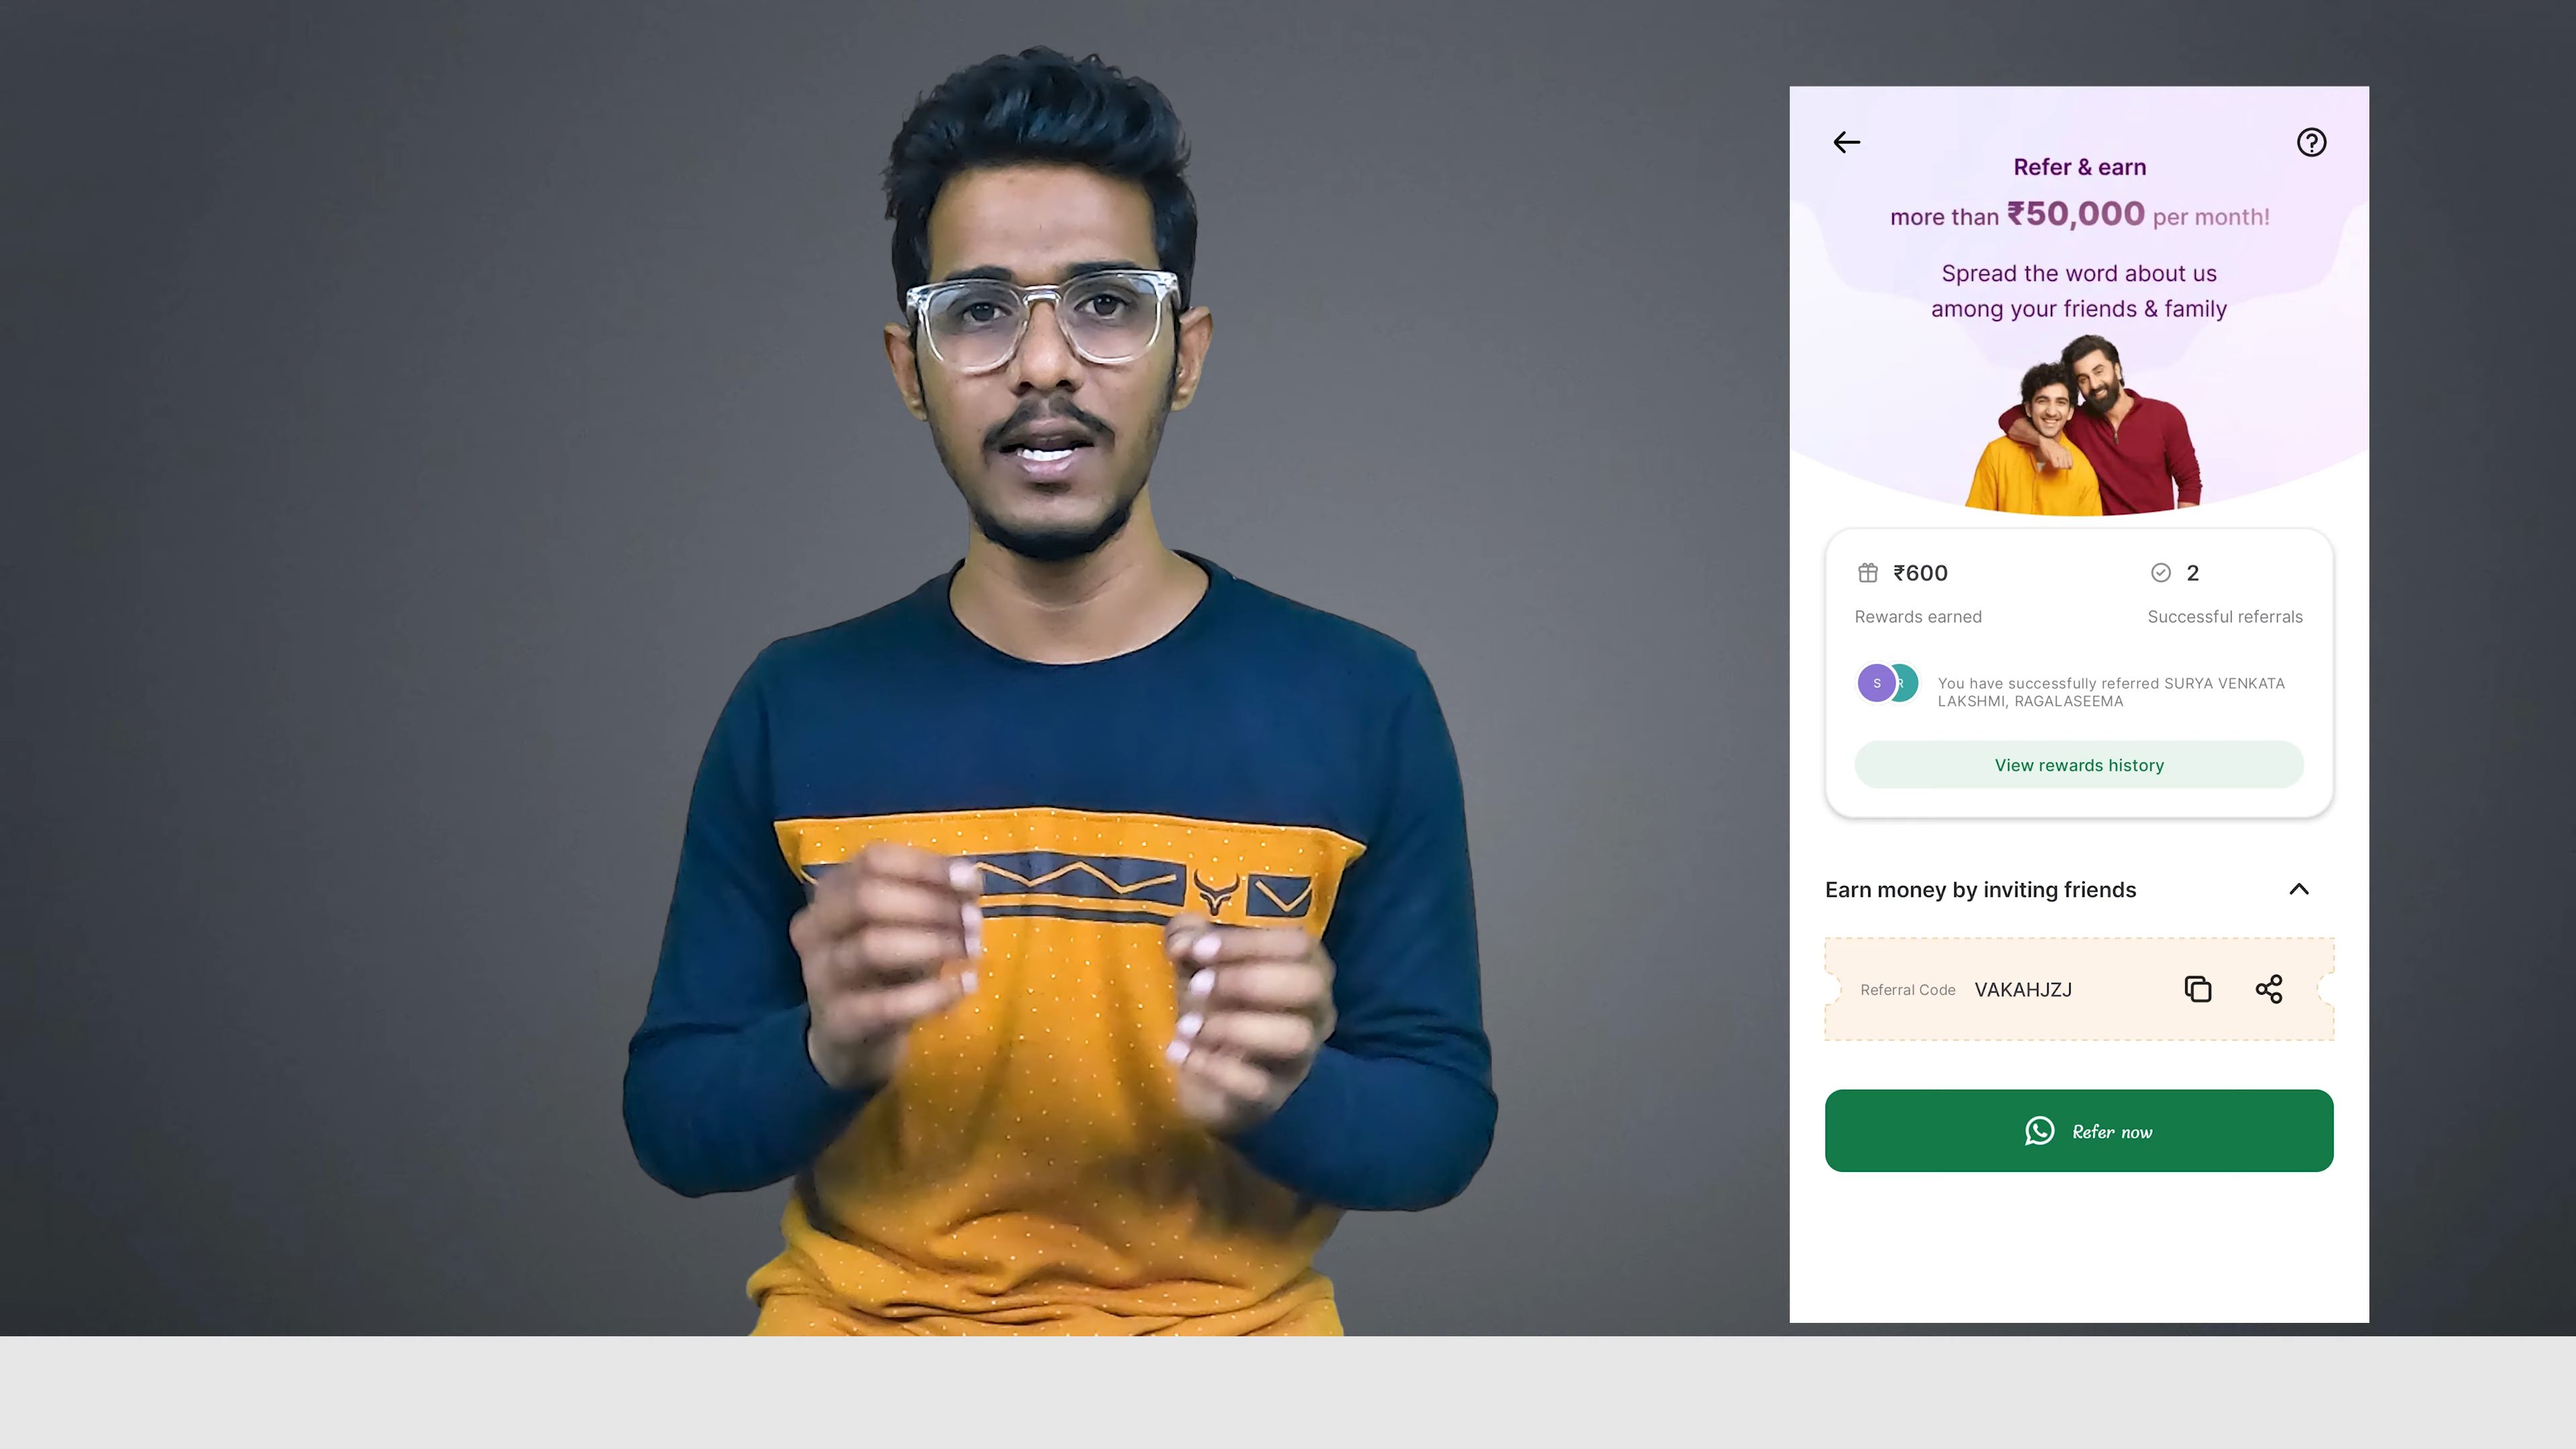 Refer & earn
more than ₹50,000 per month!
Spread the word about us
among your friends & family
₹600
2
Rewards earned
Successful referrals
S
R
You have successfully referred SURYA VENKATA
LAKSHMI, RAGALASEEMA
View rewards history
Earn money by inviting friends
Referral Code VAKAHJZJ
Refer now